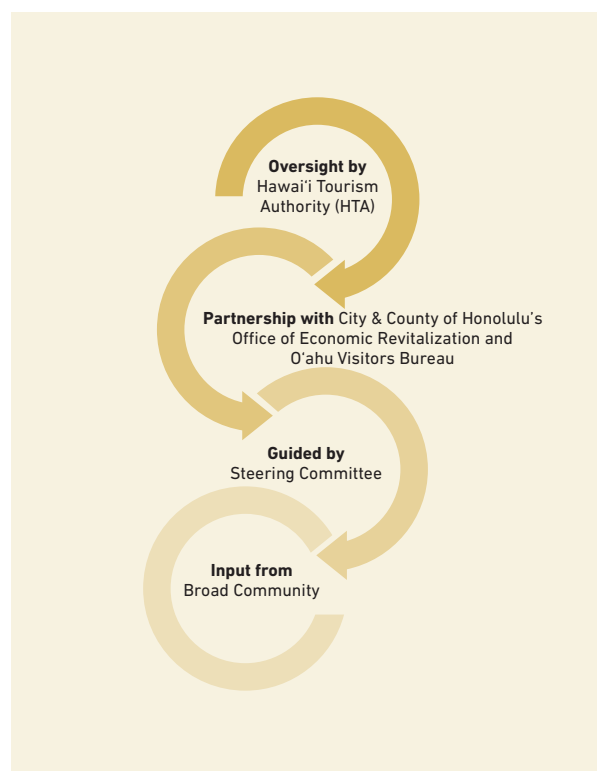 Oversight by
Hawai‘i Tourism
Authority (HTA)
Partnership with City & County of Honolulu’s
Office of Economic Revitalization and
O‘ahu Visitors Bureau
Guided by
Steering Committee
Input from
Broad Community